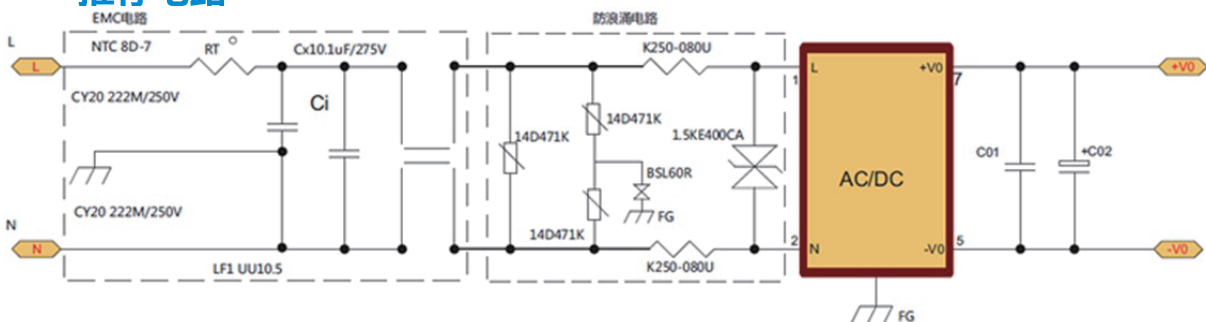 EMC电路
防浪涌电路
L
NTC 8D-7
RT
Cx10.1uF/275V
K250-080U
L
1
L
+V0
7
+V0
CY20 222M/250V
Ci
14D471K
14D471K
1.5KE400CA
C01
+C02
BSL60R
AC/DC
FG
CY20 222M/250V
N
14D471K
N
2
N
-V0
5
-V0
LF1 UU10.5
K250-080U
FG